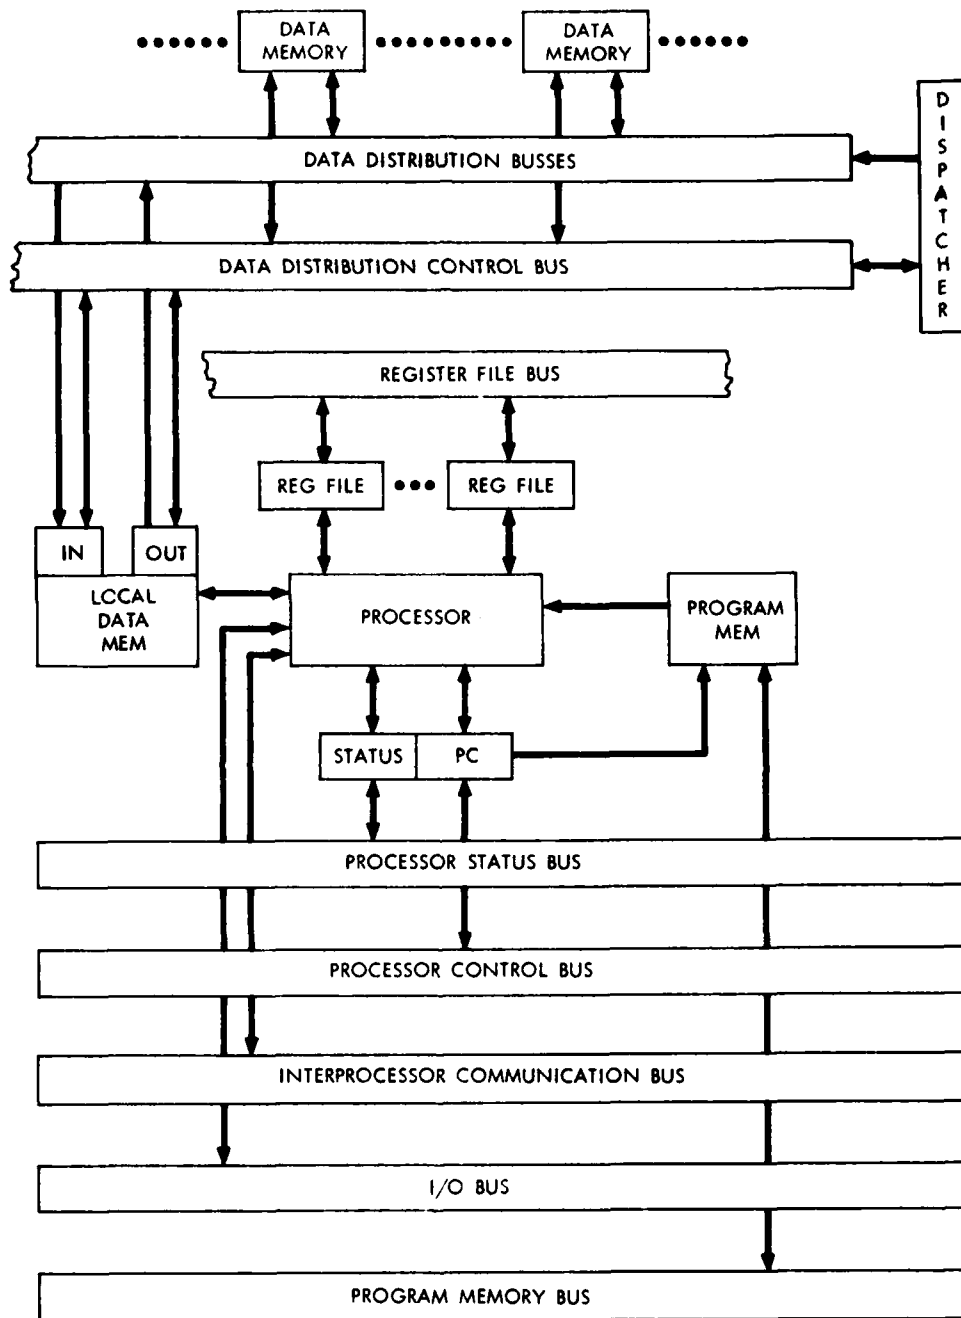 DATA
MEMORY
DATA
MEMORY
DISPATCHER
DATA DISTRIBUTION BUSSES
DATA DISTRIBUTION CONTROL BUS
REGISTER FILE BUS
REG FILE
REG FILE
IN
OUT
LOCAL
DATA
MEM
PROCESSOR
PROGRAM
MEM
STATUS
PC
PROCESSOR STATUS BUS
PROCESSOR CONTROL BUS
INTERPROCESSOR COMMUNICATION BUS
I/O BUS
PROGRAM MEMORY BUS